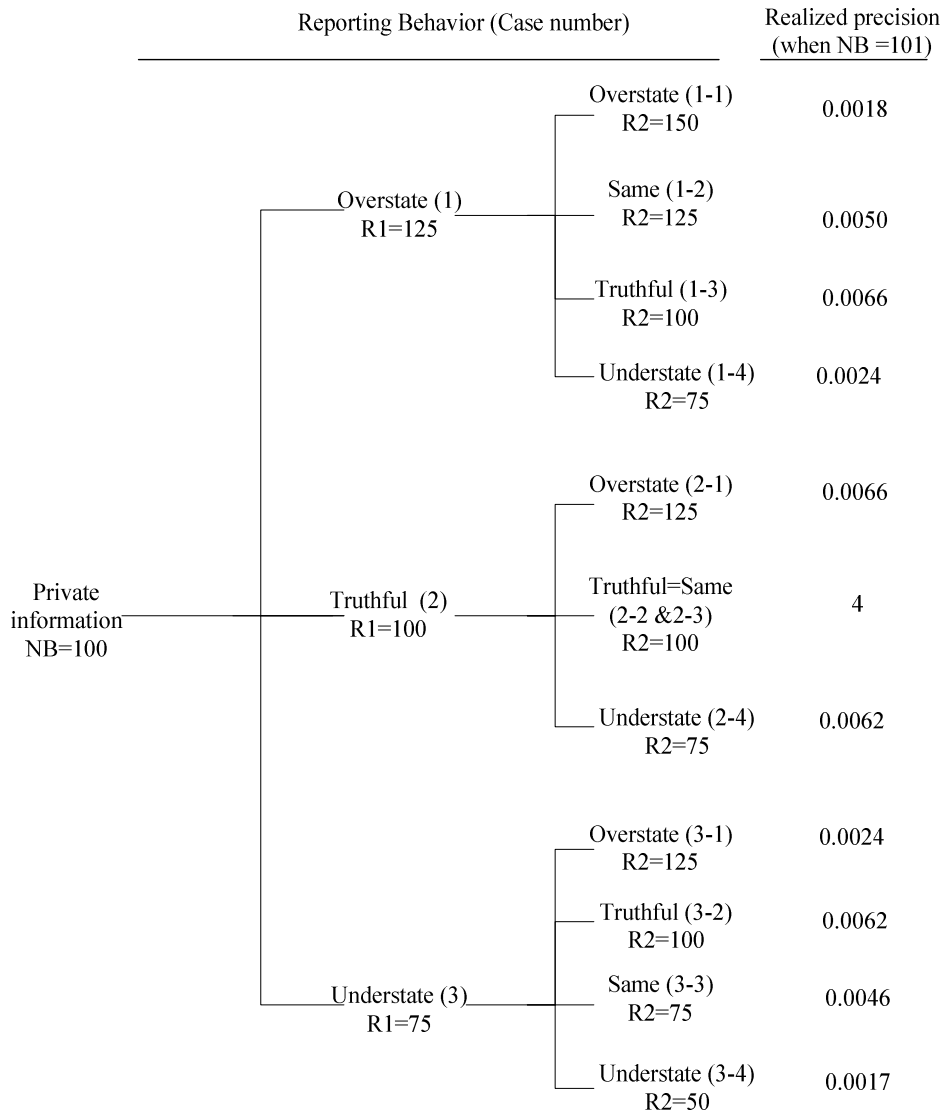 Reporting Behavior (Case number)
Realized precision
(when NB =101)
Overstate (1-1)
R2=150
0.0018
Overstate (1)
R1=125
Same (1-2)
R2=125
0.0050
Truthful (1-3)
R2=100
0.0066
Understate (1-4)
R2=75
0.0024
Overstate (2-1)
R2=125
0.0066
Private
information
NB=100
Truthful (2)
R1=100
Truthful=Same
(2-2 &2-3)
R2=100
4
Understate (2-4)
R2=75
0.0062
Overstate (3-1)
R2=125
0.0024
Truthful (3-2)
R2=100
0.0062
Understate (3)
R1=75
Same (3-3)
R2=75
0.0046
Understate (3-4)
R2=50
0.0017